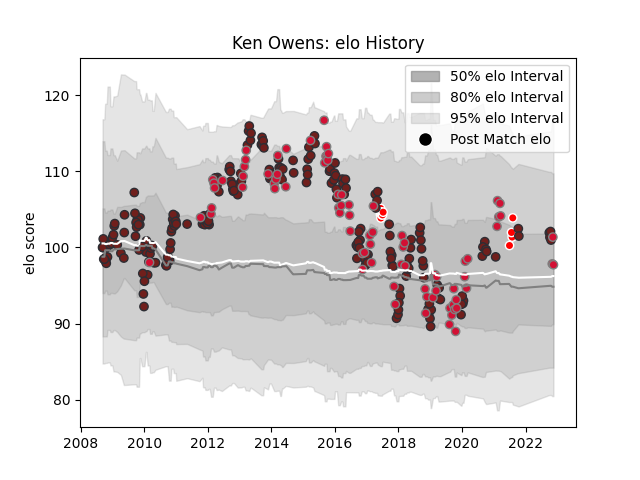 Ken Owens: elo History
50% elo Interval
80% elo Interval
95% elo Interval
Post Match elo
elo score
120
110
100
90
80
2008 2010 2012 2014 2016 2018 2020 2022